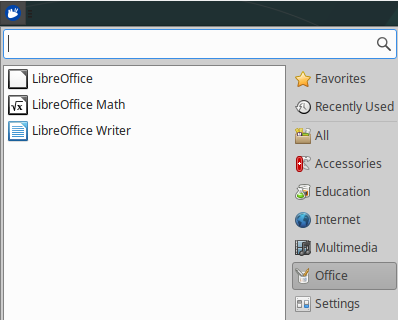 LibreOffice
LibreOffice Math
LibreOffice Writer
Favorites
Recently Used
All
Accessories
Education
Internet
Multimedia
Office
Settings